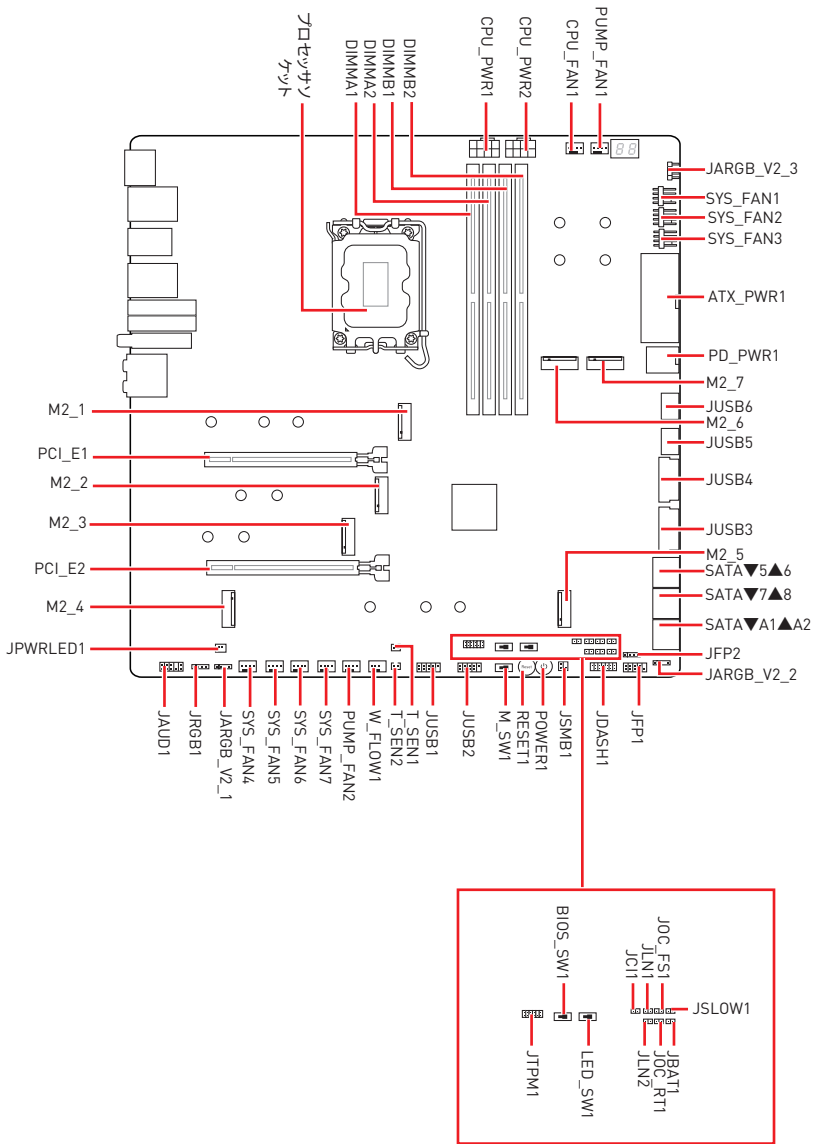 プロセッサソ
ケット
DIMMA1
DIMMA2
DIMMB1
DIMMB2
CPU_PWR1
CPU_PWR2
CPU_FAN1
PUMP_FAN1
JARGB_V2_3
SYS_FAN1
SYS_FAN2
SYS_FAN3
ATX_PWR1
PD_PWR1
M2_7
JUSB6
M2_6
JUSB5
JUSB4
JUSB3
M2_5
SATA▼5▲6
SATA▼7▲8
SATA▼A1▲A2
JFP2
JARGB_V2_2
M2_1
PCI_E1
M2_2
M2_3
PCI_E2
M2_4
JPWRLED1
Reset
JAUD1
JRGB1
JARGB_V2_1
SYS_FAN4
SYS_FAN5
SYS_FAN6
SYS_FAN7
PUMP_FAN2
W_FLOW1
T_SEN2
T_SEN1
JUSB1
JUSB2
M_SW1
RESET1
POWER1
JSMB1
JDASH1
JFP1
BIOS_SW1
JCI1
JLN1
JOC_FS1
JSLOW1
JTPM1
LED_SW1
JLN2
JOC_RT1
JBAT1